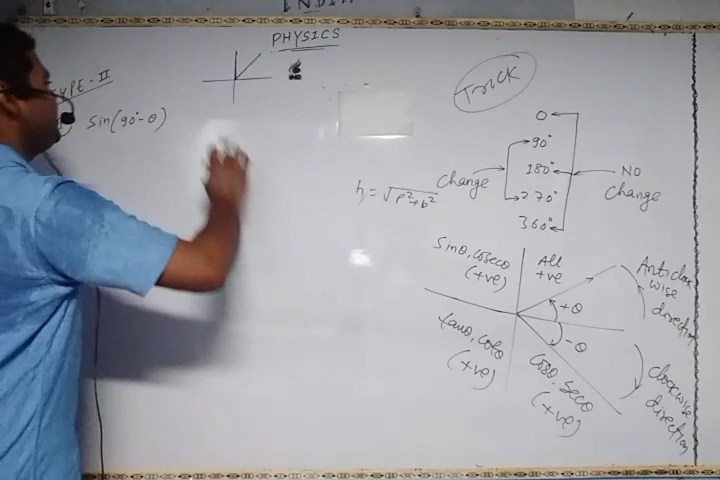 INDIA
PHYSICS
TYPE-II
Sin(90°-θ)
Trick
0
90°
180°
270°
360°
Change
NO
Change
h=√P²+b²
Sinθ, Cosecθ
(+ve)
All
+ve
tanθ, Cotθ
(+ve)
Cosθ, Secθ
(+ve)
+θ
-θ
Anticlock
wise
direction
Clockwise
direction